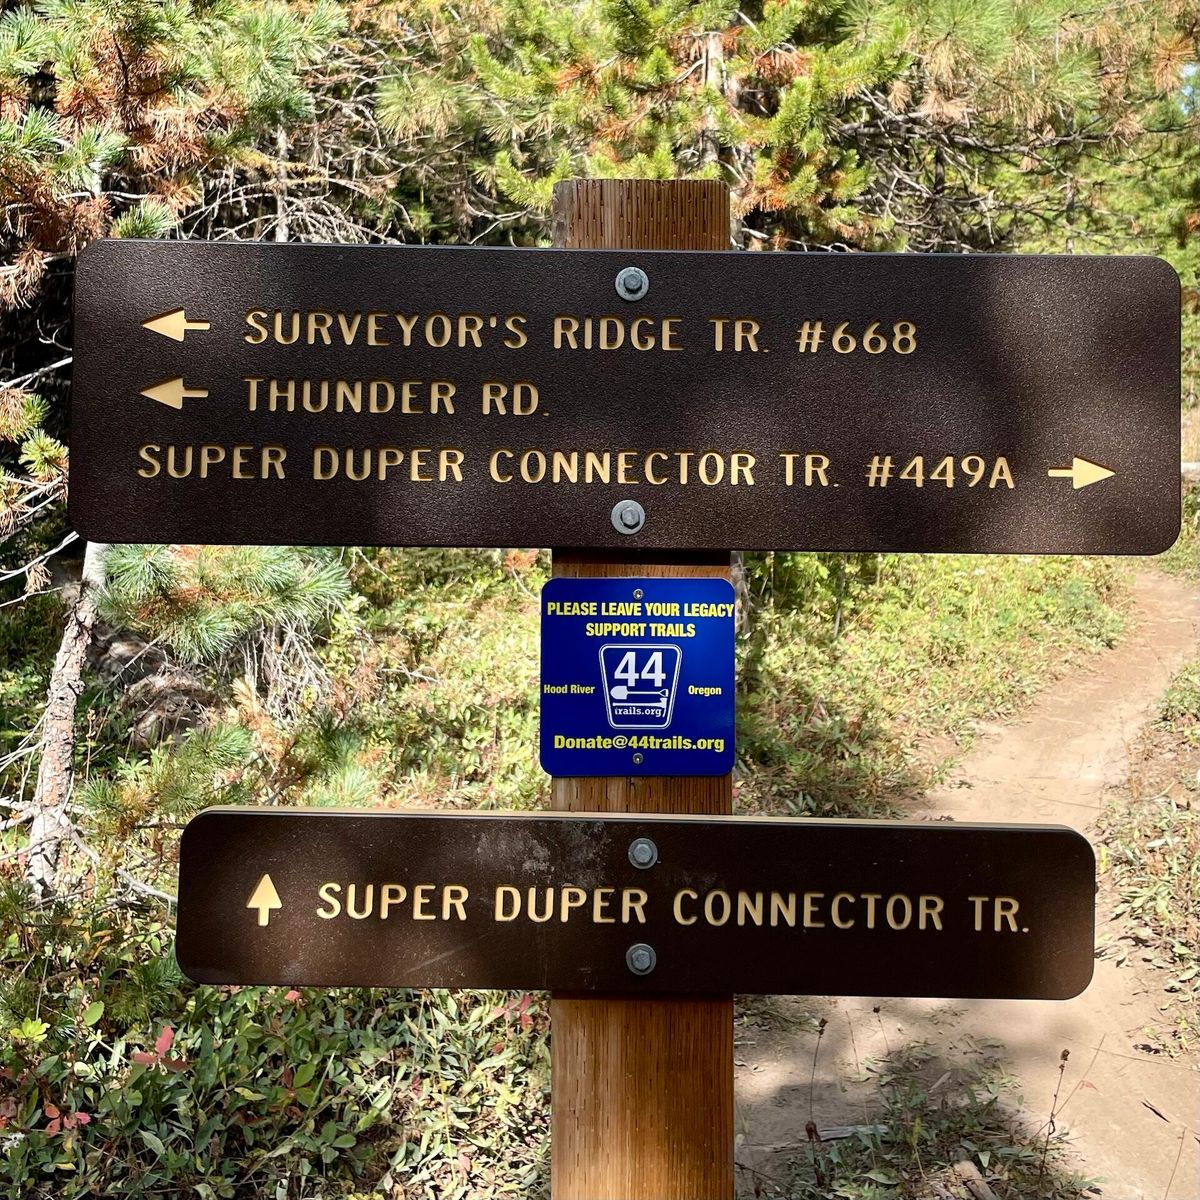 SURVEYOR'S RIDGE TR. #668
THUNDER RD.
SUPER DUPER CONNECTOR TR. #449A
PLEASE LEAVE YOUR LEGACY
SUPPORT TRAILS
44
Hood River Oregon
trails.org
Donate@44trails.org
SUPER DUPER CONNECTOR TR.